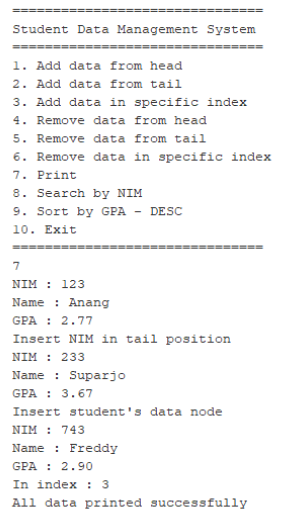 ===============================
Student Data Management System
===============================
1. Add data from head
2. Add data from tail
3. Add data in specific index
4. Remove data from head
5. Remove data from tail
6. Remove data in specific index
7. Print
8. Search by NIM
9. Sort by GPA - DESC
10. Exit
===============================
7
NIM : 123
Name : Anang
GPA : 2.77
Insert NIM in tail position
NIM : 233
Name : Suparjo
GPA : 3.67
Insert student's data node
NIM : 743
Name : Freddy
GPA : 2.90
In index : 3
All data printed successfully